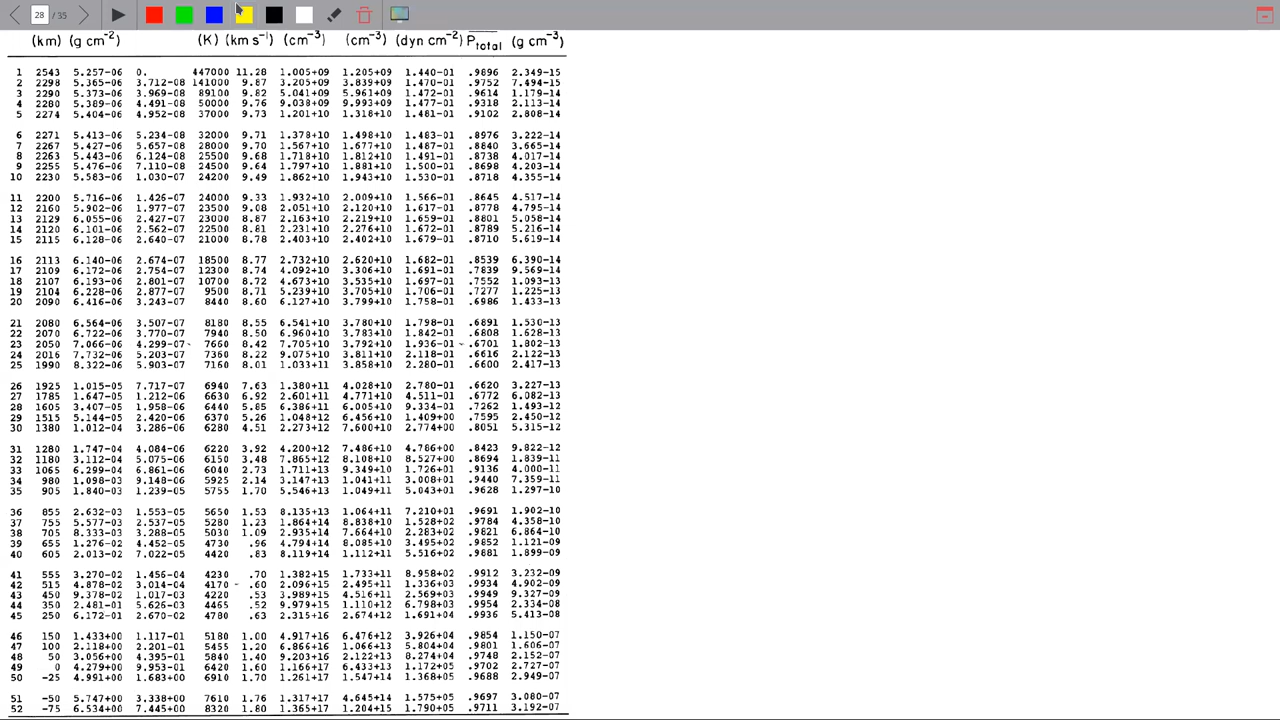 28 / 35
(km) (g cm⁻²) (K) (km s⁻¹) (cm⁻³) (cm⁻³) (dyn cm⁻²) P_total (g cm⁻³)
1 2543 5.257-06 0. 447000 11.28 1.005+09 1.205+09 1.440-01 .9896 2.349-15
2 2298 5.365-06 3.712-08 141000 9.87 3.205+09 3.839+09 1.470-01 .9752 7.494-15
3 2290 5.373-06 3.969-08 89100 9.82 5.041+09 5.961+09 1.472-01 .9614 1.179-14
4 2280 5.389-06 4.491-08 50000 9.76 9.038+09 9.993+09 1.477-01 .9318 2.113-14
5 2274 5.404-06 4.952-08 37000 9.73 1.201+10 1.318+10 1.481-01 .9102 2.808-14
6 2271 5.413-06 5.234-08 32000 9.71 1.378+10 1.498+10 1.483-01 .8976 3.222-14
7 2267 5.427-06 5.657-08 28000 9.70 1.567+10 1.677+10 1.487-01 .8840 3.665-14
8 2263 5.443-06 6.124-08 25500 9.68 1.718+10 1.812+10 1.491-01 .8738 4.017-14
9 2255 5.476-06 7.110-08 24500 9.64 1.797+10 1.881+10 1.500-01 .8698 4.203-14
10 2230 5.583-06 1.030-07 24200 9.49 1.862+10 1.943+10 1.530-01 .8718 4.355-14
11 2200 5.716-06 1.426-07 24000 9.33 1.932+10 2.009+10 1.566-01 .8645 4.517-14
12 2160 5.902-06 1.977-07 23500 9.08 2.051+10 2.120+10 1.617-01 .8778 4.795-14
13 2129 6.055-06 2.427-07 23000 8.87 2.163+10 2.219+10 1.659-01 .8801 5.058-14
14 2120 6.101-06 2.562-07 22500 8.81 2.231+10 2.276+10 1.672-01 .8789 5.216-14
15 2115 6.128-06 2.640-07 21000 8.78 2.403+10 2.402+10 1.679-01 .8710 5.619-14
16 2113 6.140-06 2.674-07 18500 8.77 2.732+10 2.620+10 1.682-01 .8539 6.390-14
17 2109 6.172-06 2.754-07 12300 8.74 4.092+10 3.306+10 1.691-01 .7839 9.569-14
18 2107 6.193-06 2.801-07 10700 8.72 4.673+10 3.535+10 1.697-01 .7552 1.093-13
19 2104 6.228-06 2.877-07 9500 8.71 5.239+10 3.705+10 1.706-01 .7277 1.225-13
20 2090 6.416-06 3.243-07 8440 8.60 6.127+10 3.799+10 1.758-01 .6986 1.433-13
21 2080 6.564-06 3.507-07 8180 8.55 6.541+10 3.780+10 1.798-01 .6891 1.530-13
22 2070 6.722-06 3.770-07 7940 8.50 6.960+10 3.783+10 1.842-01 .6808 1.628-13
23 2050 7.066-06 4.299-07 7660 8.42 7.705+10 3.792+10 1.936-01 .6701 1.802-13
24 2016 7.732-06 5.203-07 7360 8.22 9.075+10 3.811+10 2.118-01 .6616 2.122-13
25 1990 8.322-06 5.903-07 7160 8.01 1.033+11 3.858+10 2.280-01 .6600 2.417-13
26 1925 1.015-05 7.717-07 6940 7.63 1.380+11 4.028+10 2.780-01 .6620 3.227-13
27 1785 1.647-05 1.212-06 6630 6.92 2.601+11 4.771+10 4.511-01 .6772 6.082-13
28 1605 3.407-05 1.958-06 6440 5.85 6.386+11 6.005+10 9.334-01 .7262 1.493-12
29 1515 5.144-05 2.420-06 6370 5.26 1.048+12 6.456+10 1.409+00 .7595 2.450-12
30 1380 1.012-04 3.286-06 6280 4.51 2.273+12 7.600+10 2.774+00 .8051 5.315-12
31 1280 1.747-04 4.084-06 6220 3.92 4.200+12 7.486+10 4.786+00 .8423 9.822-12
32 1180 3.112-04 5.075-06 6150 3.48 7.865+12 8.108+10 8.527+00 .8694 1.839-11
33 1065 6.299-04 6.861-06 6040 2.73 1.711+13 9.349+10 1.726+01 .9136 4.000-11
34 980 1.098-03 9.148-06 5925 2.14 3.147+13 1.041+11 3.008+01 .9440 7.359-11
35 905 1.840-03 1.239-05 5755 1.70 5.546+13 1.049+11 5.043+01 .9628 1.297-10
36 855 2.632-03 1.553-05 5650 1.53 8.135+13 1.064+11 7.210+01 .9691 1.902-10
37 755 5.577-03 2.537-05 5280 1.23 1.864+14 8.838+10 1.528+02 .9784 4.358-10
38 705 8.333-03 3.288-05 5030 1.09 2.935+14 7.664+10 2.283+02 .9821 6.864-10
39 655 1.276-02 4.452-05 4730 .96 4.794+14 8.085+10 3.495+02 .9852 1.121-09
40 605 2.013-02 7.022-05 4420 .83 8.119+14 1.112+11 5.516+02 .9881 1.899-09
41 555 3.270-02 1.456-04 4230 .70 1.382+15 1.733+11 8.958+02 .9912 3.232-09
42 515 4.878-02 3.014-04 4170 .60 2.096+15 2.495+11 1.336+03 .9934 4.902-09
43 450 9.378-02 1.017-03 4220 .53 3.989+15 4.516+11 2.569+03 .9949 9.327-09
44 350 2.481-01 5.626-03 4465 .52 9.979+15 1.110+12 6.798+03 .9954 2.334-08
45 250 6.172-01 2.670-02 4780 .63 2.315+16 2.674+12 1.691+04 .9936 5.413-08
46 150 1.433+00 1.117-01 5180 1.00 4.917+16 6.476+12 3.926+04 .9854 1.150-07
47 100 2.118+00 2.201-01 5455 1.20 6.866+16 1.066+13 5.804+04 .9801 1.606-07
48 50 3.056+00 4.395-01 5840 1.40 9.203+16 2.122+13 8.274+04 .9748 2.152-07
49 0 4.279+00 9.953-01 6420 1.60 1.166+17 6.433+13 1.172+05 .9702 2.727-07
50 -25 4.991+00 1.683+00 6910 1.70 1.261+17 1.547+14 1.368+05 .9688 2.949-07
51 -50 5.747+00 3.338+00 7610 1.76 1.317+17 4.645+14 1.575+05 .9697 3.080-07
52 -75 6.534+00 7.445+00 8320 1.80 1.365+17 1.204+15 1.790+05 .9711 3.192-07